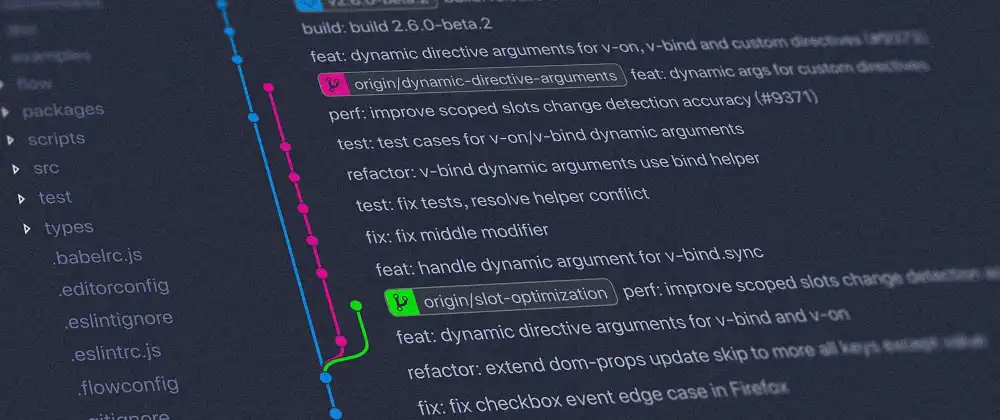 flow
packages
scripts
src
test
types
.babelrc.js
.editorconfig
.eslintignore
.eslintrc.js
.flowconfig
.gitignore
v2.6.0-beta.2
build: build 2.6.0-beta.2
feat: dynamic directive arguments for v-on, v-bind and custom directives (#9373)
origin/dynamic-directive-arguments feat: dynamic args for custom directives
perf: improve scoped slots change detection accuracy (#9371)
test: test cases for v-on/v-bind dynamic arguments
refactor: v-bind dynamic arguments use bind helper
test: fix tests, resolve helper conflict
fix: fix middle modifier
feat: handle dynamic argument for v-bind.sync
origin/slot-optimization perf: improve scoped slots change detection
feat: dynamic directive arguments for v-bind and v-on
refactor: extend dom-props update skip to more all keys except value
fix: fix checkbox event edge case in Firefox